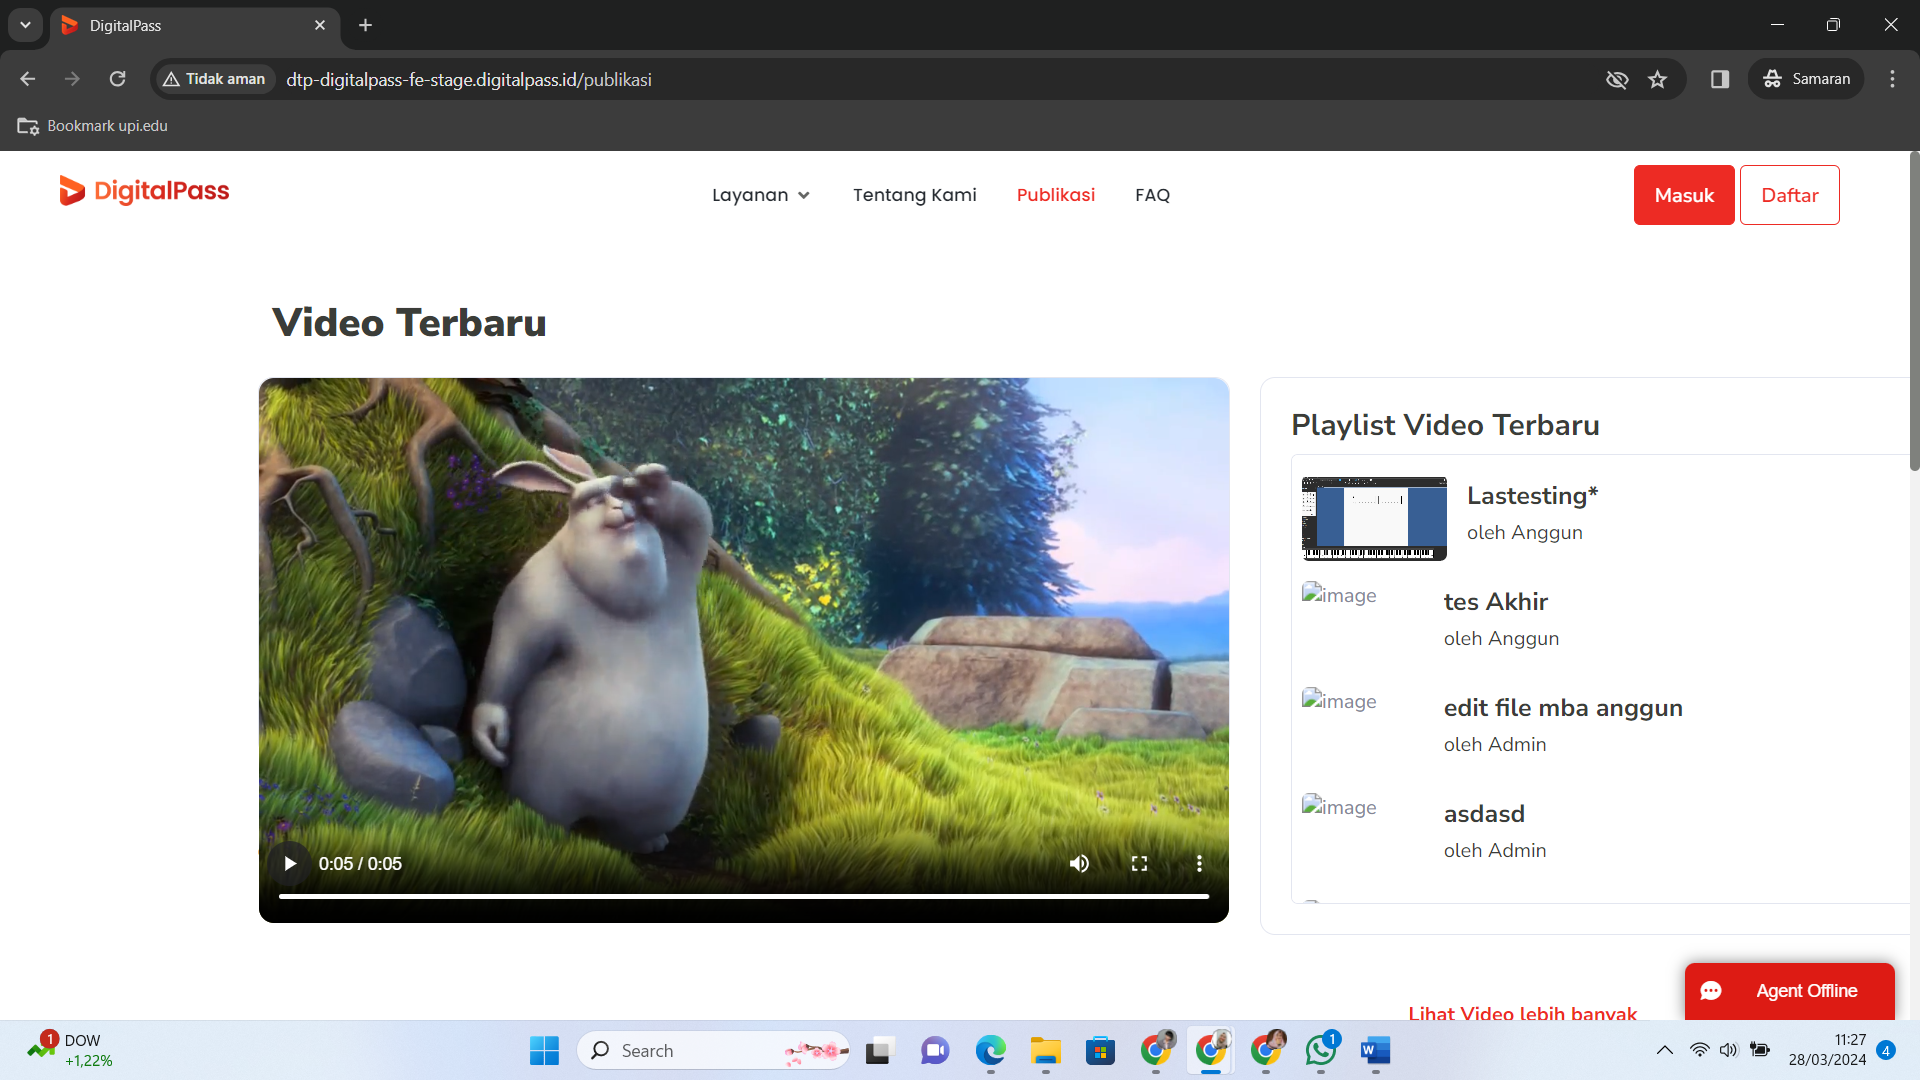 DigitalPass
Tidak aman
dtp-digitalpass-fe-stage.digitalpass.id/publikasi
Samaran
Bookmark upi.edu
DigitalPass
Layanan
Tentang Kami
Publikasi
FAQ
Masuk
Daftar
Video Terbaru
0:05 / 0:05
Playlist Video Terbaru
Lastesting*
oleh Anggun
image
tes Akhir
oleh Anggun
image
edit file mba anggun
oleh Admin
image
asdasd
oleh Admin
Lihat Video lebih banyak
Agent Offline
1
DOW
+1,22%
Search
1
W
11:27
28/03/2024
4